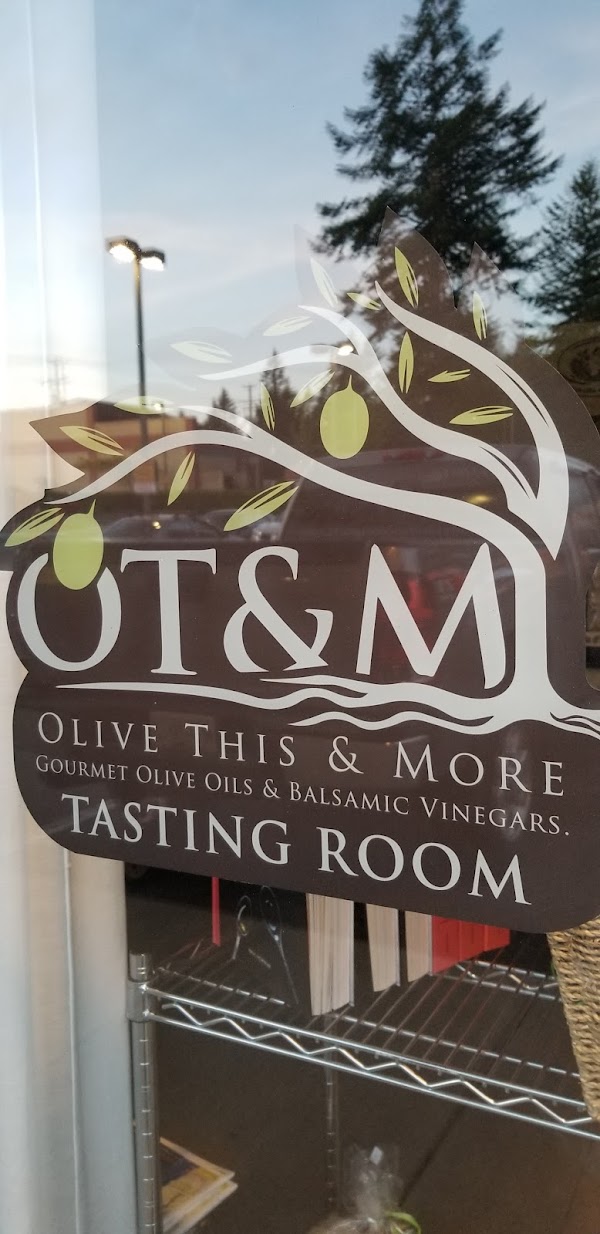 OT&M
OLIVE THIS & MORE
GOURMET OLIVE OILS & BALSAMIC VINEGARS.
TASTING ROOM